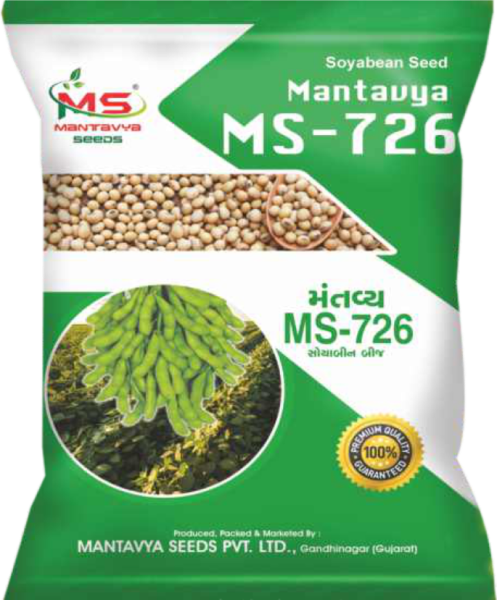 Soyabean Seed
Mantavya
MS-726
MS®
MANTAVYA
SEEDS
મંતવ્ય
MS-726
સોયાબીન બીજ
PREMIUM QUALITY
100%
GUARANTEED
Produced, Packed & Marketed By :
MANTAVYA SEEDS PVT. LTD., Gandhinagar (Gujarat)